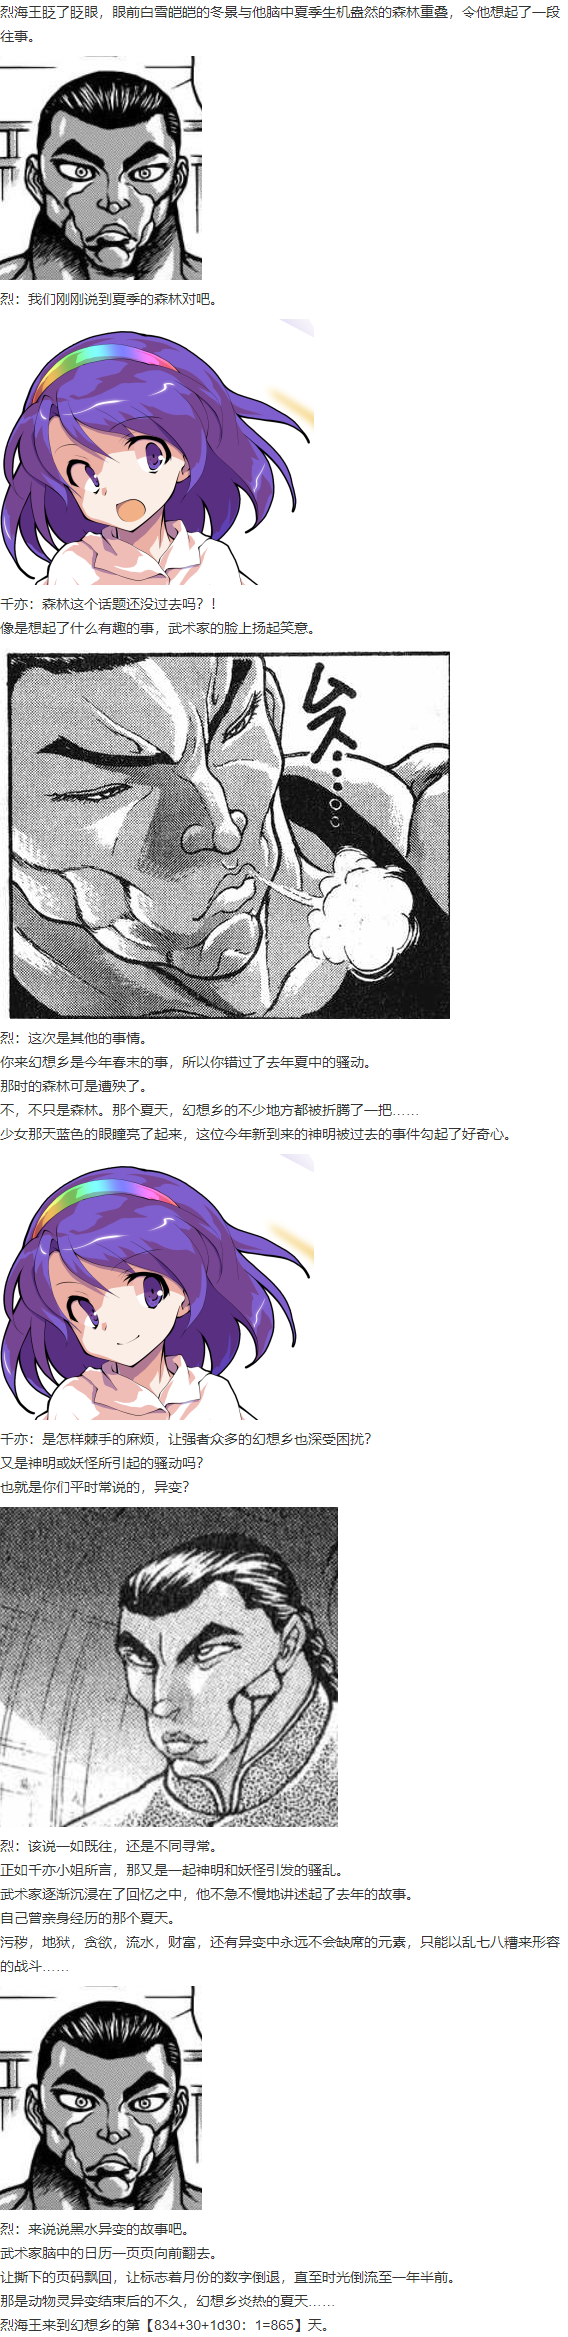 烈海王眨了眨眼，眼前白雪皑皑的冬景与他脑中夏季生机盎然的森林重叠，令他想起了一段
往事。
烈：我们刚刚说到夏季的森林对吧。
千亦：森林这个话题还没过去吗？！
像是想起了什么有趣的事，武术家的脸上扬起笑意。
ムス…
烈：这次是其他的事情。
你来幻想乡是今年春末的事，所以你错过了去年夏中的骚动。
那时的森林可是遭殃了。
不，不只是森林。那个夏天，幻想乡的不少地方都被折腾了一把……
少女那天蓝色的眼瞳亮了起来，这位今年新到来的神明被过去的事件勾起了好奇心。
千亦：是怎样棘手的麻烦，让强者众多的幻想乡也深受困扰？
又是神明或妖怪所引起的骚动吗？
也就是你们平时常说的，异变？
烈：该说一如既往，还是不同寻常。
正如千亦小姐所言，那又是一起神明和妖怪引发的骚乱。
武术家逐渐沉浸在了回忆之中，他不急不慢地讲述起了去年的故事。
自己曾亲身经历的那个夏天。
污秽，地狱，贪欲，流水，财富，还有异变中永远不会缺席的元素，只能以乱七八糟来形容
的战斗……
烈：来说说黑水异变的故事吧。
武术家脑中的日历一页页向前翻去。
让撕下的页码飘回，让标志着月份的数字倒退，直至时光倒流至一年半前。
那是动物灵异变结束后的不久，幻想乡炎热的夏天……
烈海王来到幻想乡的第【834+30+1d30：1=865】天。